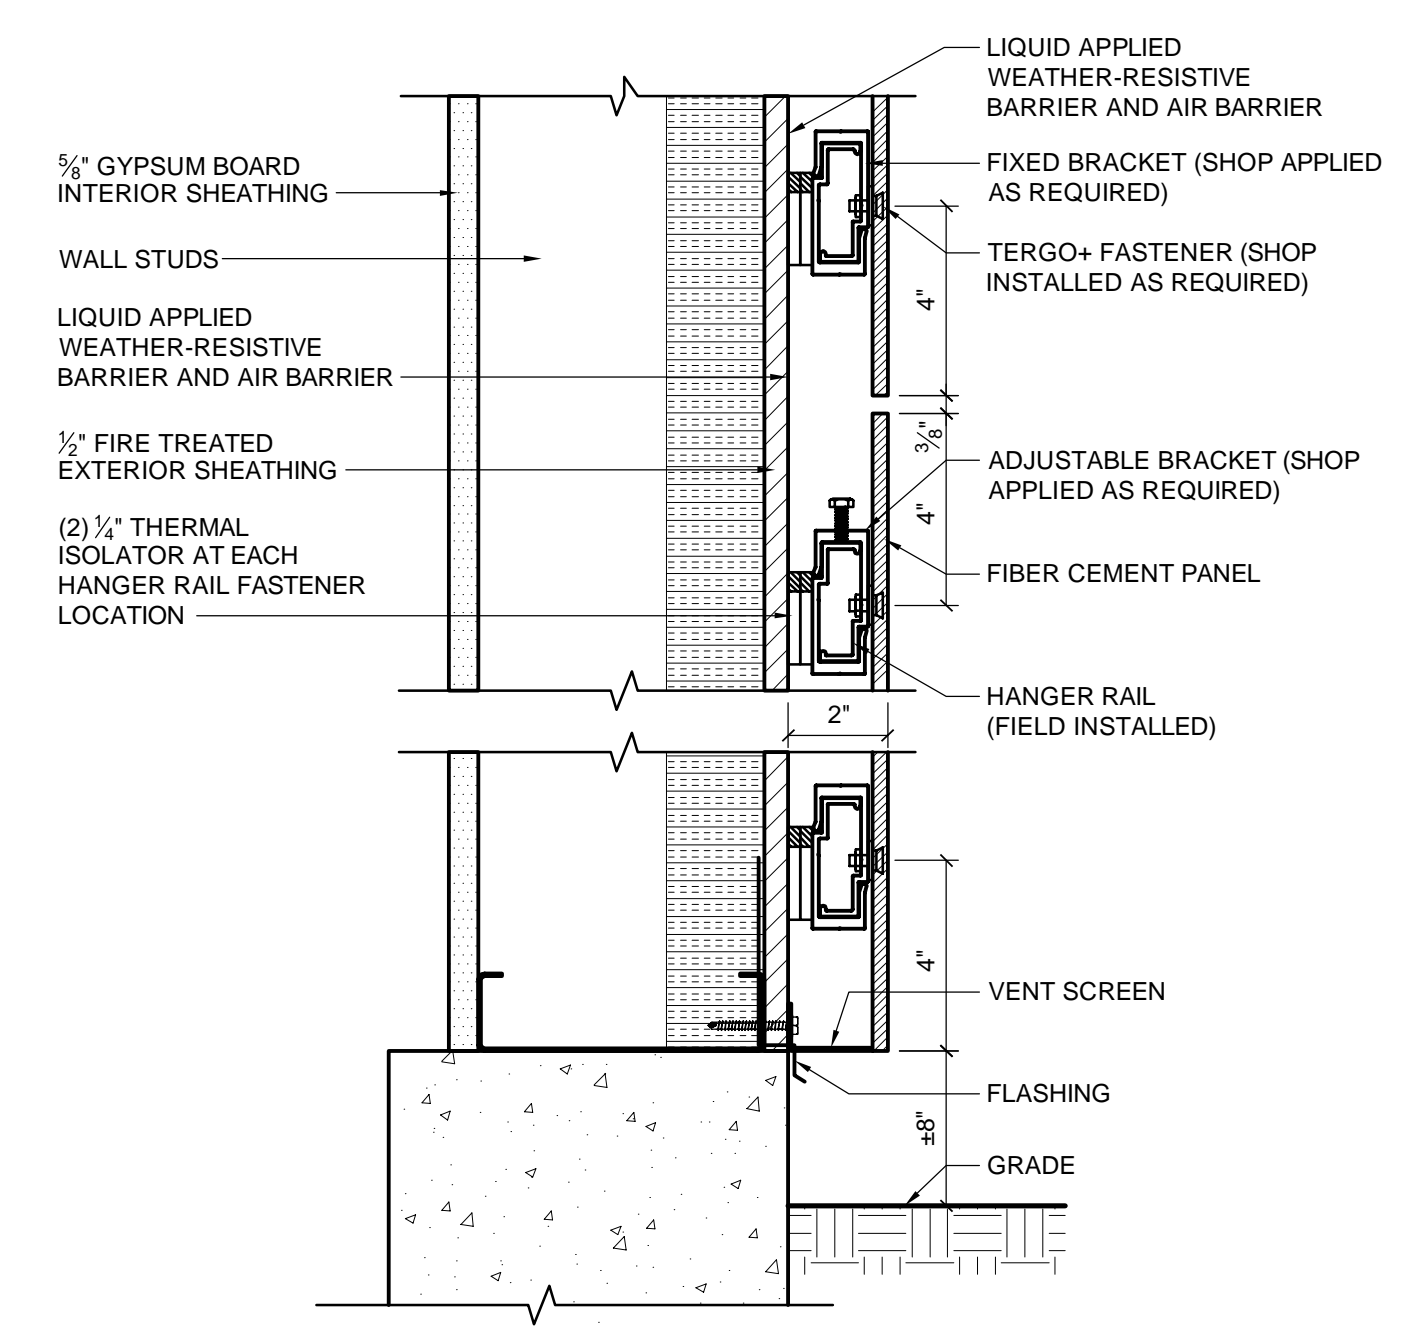 LIQUID APPLIED
WEATHER-RESISTIVE
BARRIER AND AIR BARRIER
⅝" GYPSUM BOARD
INTERIOR SHEATHING
FIXED BRACKET (SHOP APPLIED
AS REQUIRED)
WALL STUDS
TERGO+ FASTENER (SHOP
INSTALLED AS REQUIRED)
4"
LIQUID APPLIED
WEATHER-RESISTIVE
BARRIER AND AIR BARRIER
3/8"
½" FIRE TREATED
EXTERIOR SHEATHING
ADJUSTABLE BRACKET (SHOP
APPLIED AS REQUIRED)
4"
(2) ¼" THERMAL
ISOLATOR AT EACH
HANGER RAIL FASTENER
LOCATION
FIBER CEMENT PANEL
HANGER RAIL
(FIELD INSTALLED)
2"
4"
VENT SCREEN
FLASHING
±8"
GRADE